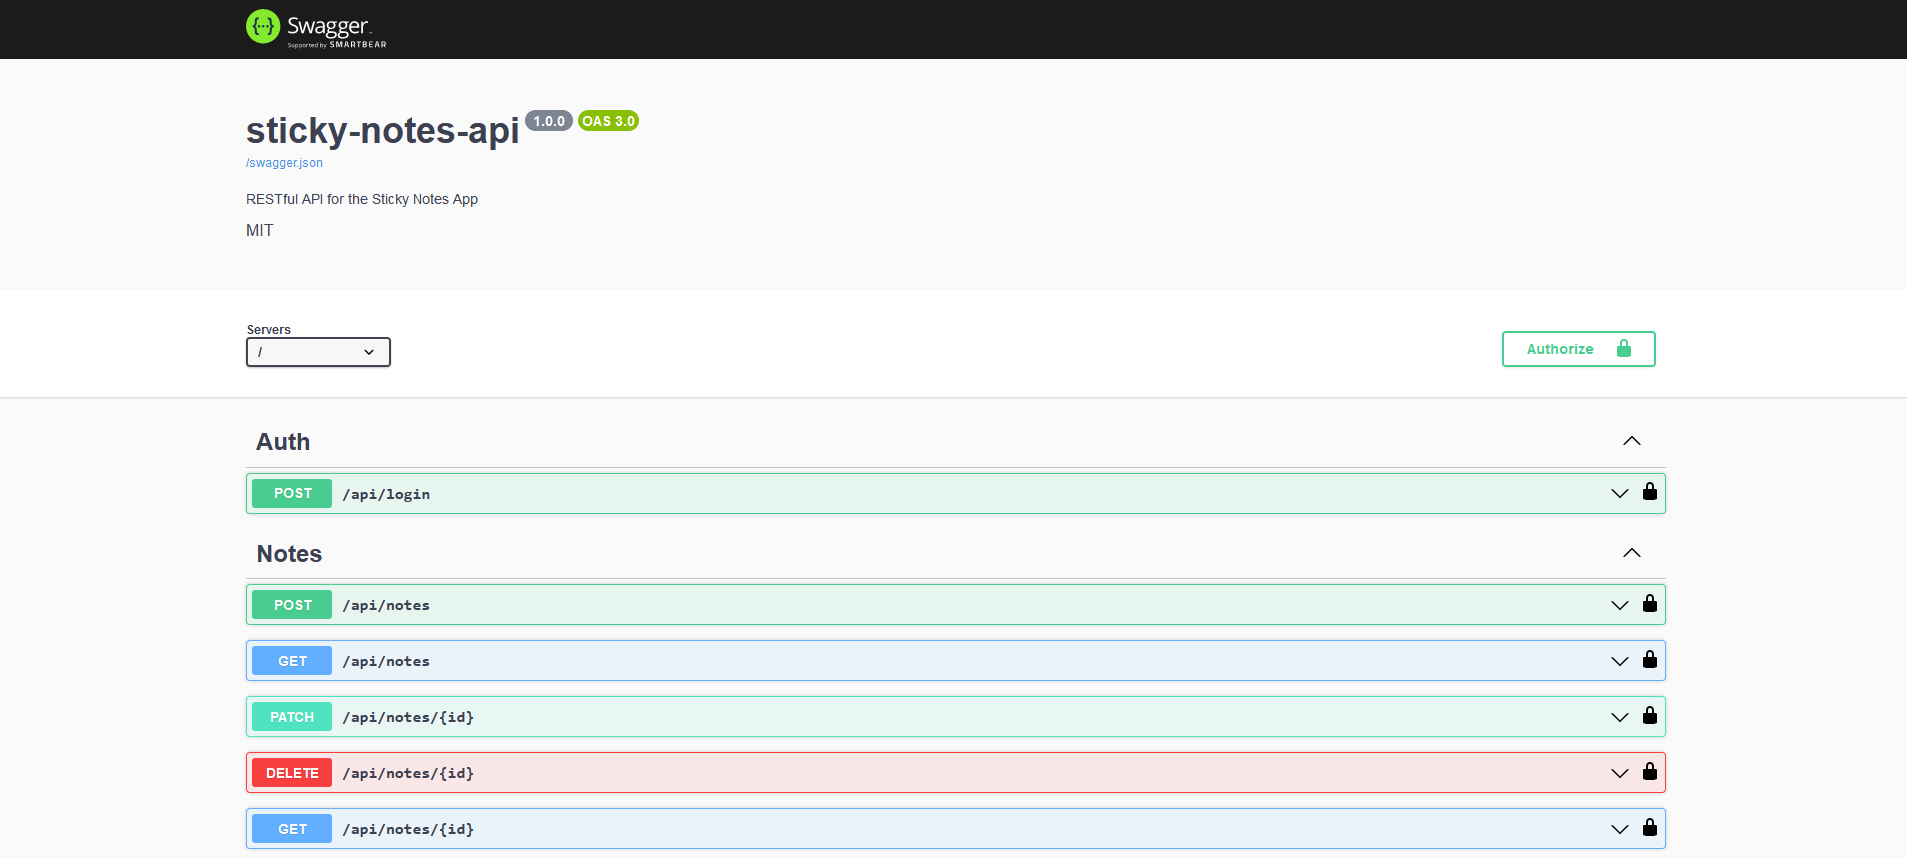 Swagger
Supported by SMARTBEAR
sticky-notes-api 1.0.0 OAS 3.0
/swagger.json
RESTful API for the Sticky Notes App
MIT
Servers
/
Authorize
Auth
POST /api/login
Notes
POST /api/notes
GET /api/notes
PATCH /api/notes/{id}
DELETE /api/notes/{id}
GET /api/notes/{id}